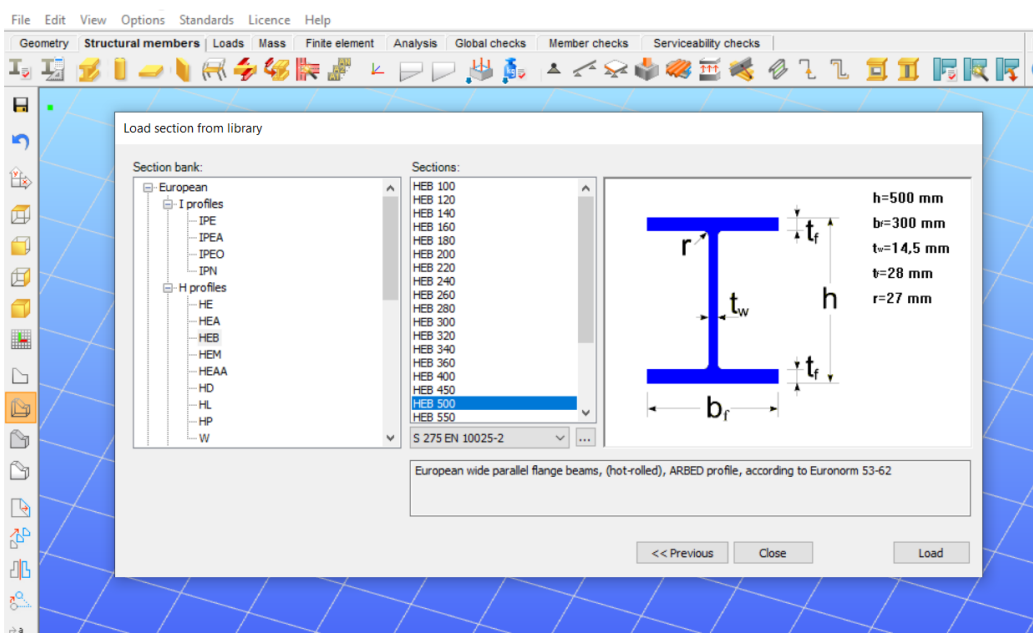 File Edit View Options Standards Licence Help
Geometry Structural members Loads Mass Finite element Analysis Global checks Member checks Serviceability checks
Load section from library
Section bank:
European
I profiles
IPE
IPEA
IPEO
IPN
H profiles
HE
HEA
HEB
HEM
HEAA
HD
HL
HP
W
Sections:
HEB 100
HEB 120
HEB 140
HEB 160
HEB 180
HEB 200
HEB 220
HEB 240
HEB 260
HEB 280
HEB 300
HEB 320
HEB 340
HEB 360
HEB 400
HEB 450
HEB 500
HEB 550
S 275 EN 10025-2
...
r
tf
tw
h
tf
bf
h=500 mm
bf=300 mm
tw=14,5 mm
tf=28 mm
r=27 mm
European wide parallel flange beams, (hot-rolled), ARBED profile, according to Euronorm 53-62
<< Previous Close Load